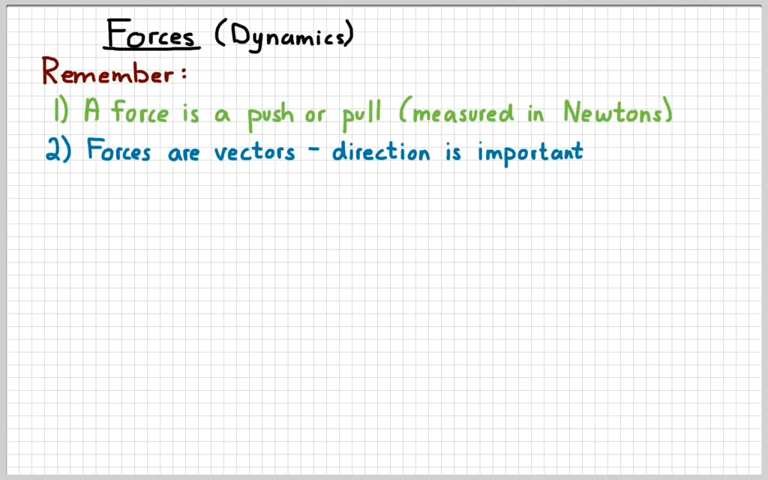 Forces (Dynamics)
Remember:
1) A force is a push or pull (measured in Newtons)
2) Forces are vectors - direction is important